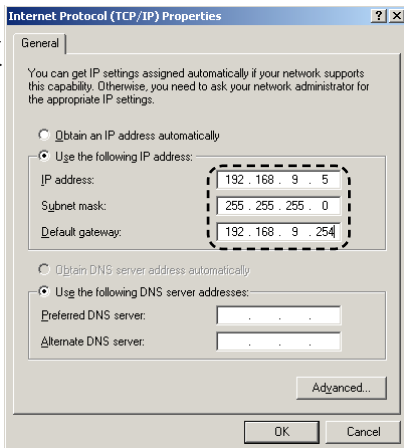 Internet Protocol (TCP/IP) Properties
General
You can get IP settings assigned automatically if your network supports
this capability. Otherwise, you need to ask your network administrator for
the appropriate IP settings.
Obtain an IP address automatically
Use the following IP address:
IP address: 192 . 168 . 9 . 5
Subnet mask: 255 . 255 . 255 . 0
Default gateway: 192 . 168 . 9 . 254
Obtain DNS server address automatically
Use the following DNS server addresses:
Preferred DNS server: . . .
Alternate DNS server: . . .
Advanced...
OK Cancel